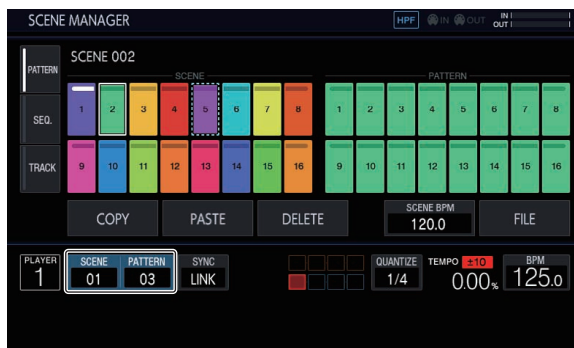 SCENE MANAGER HPF IN OUT IN OUT
PATTERN SCENE 002
SCENE PATTERN
SEQ. 1 2 3 4 5 6 7 8 1 2 3 4 5 6 7 8
TRACK 9 10 11 12 13 14 15 16 9 10 11 12 13 14 15 16
COPY PASTE DELETE SCENE BPM 120.0 FILE
PLAYER SCENE PATTERN SYNC QUANTIZE TEMPO ±10 BPM
1 01 03 LINK 1/4 0.00% 125.0